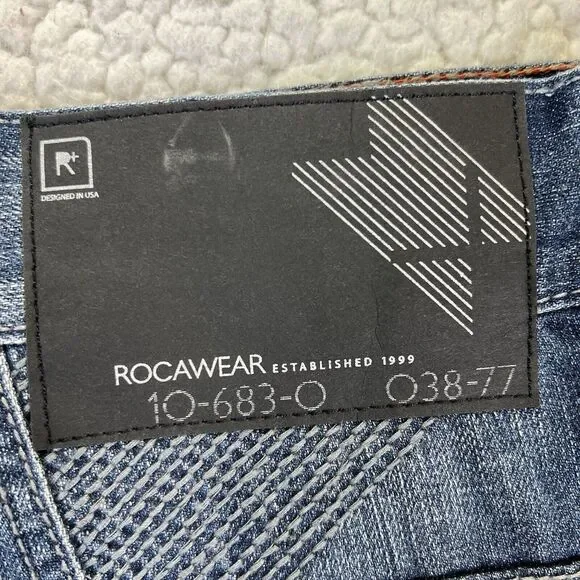 R+
DESIGNED IN USA
ROCAWEAR ESTABLISHED 1999
10-683-0 038-77